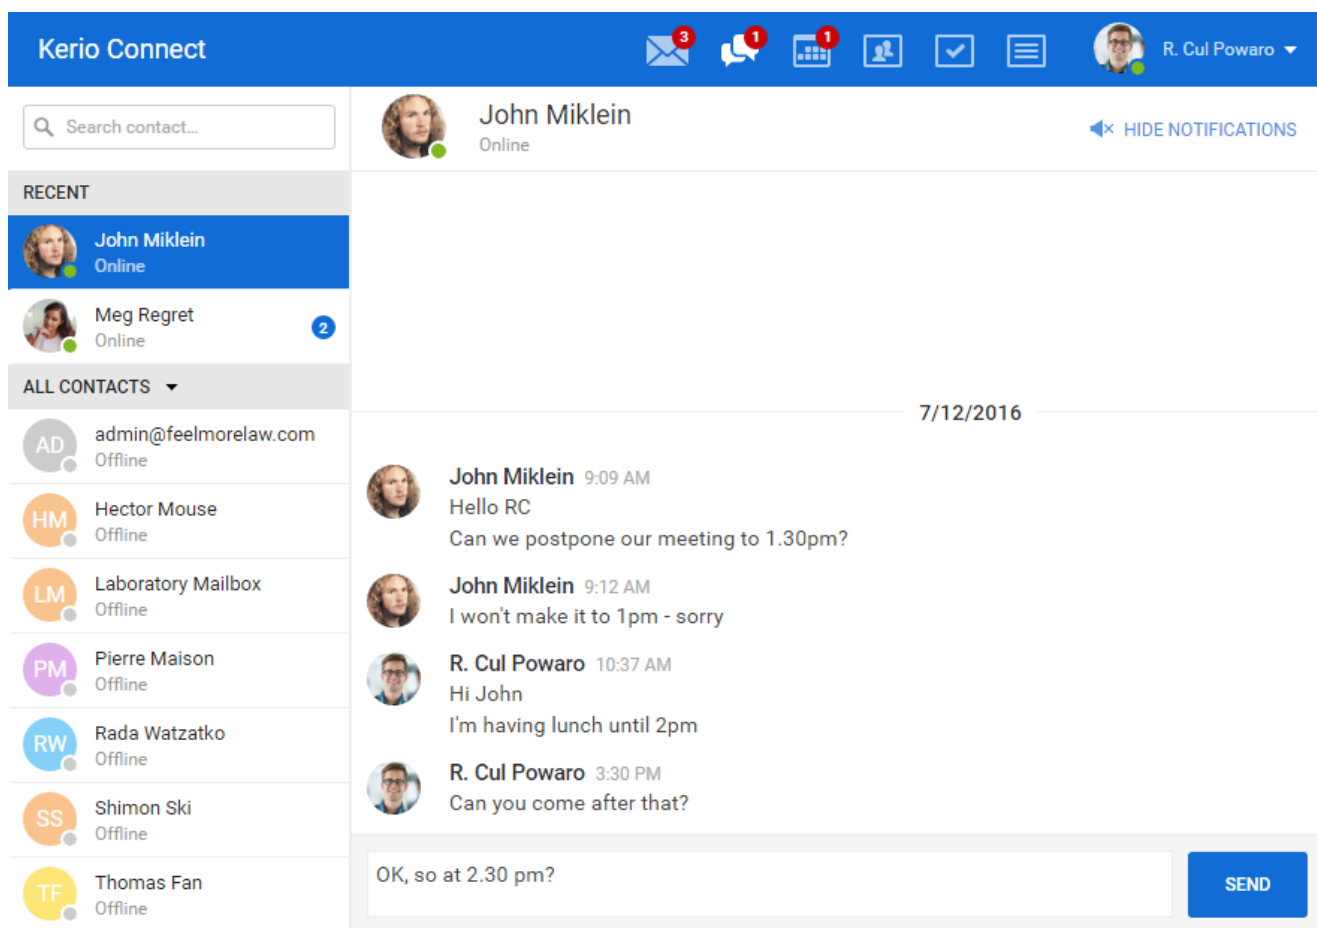 Kerio Connect
3
1
1
R. Cul Powaro
Search contact...
John Miklein
Online
HIDE NOTIFICATIONS
RECENT
John Miklein
Online
Meg Regret
Online
2
ALL CONTACTS
AD
admin@feelmorelaw.com
Offline
HM
Hector Mouse
Offline
LM
Laboratory Mailbox
Offline
PM
Pierre Maison
Offline
RW
Rada Watzatko
Offline
SS
Shimon Ski
Offline
TF
Thomas Fan
Offline
7/12/2016
John Miklein 9:09 AM
Hello RC
Can we postpone our meeting to 1.30pm?
John Miklein 9:12 AM
I won't make it to 1pm - sorry
R. Cul Powaro 10:37 AM
Hi John
I'm having lunch until 2pm
R. Cul Powaro 3:30 PM
Can you come after that?
OK, so at 2.30 pm?
SEND